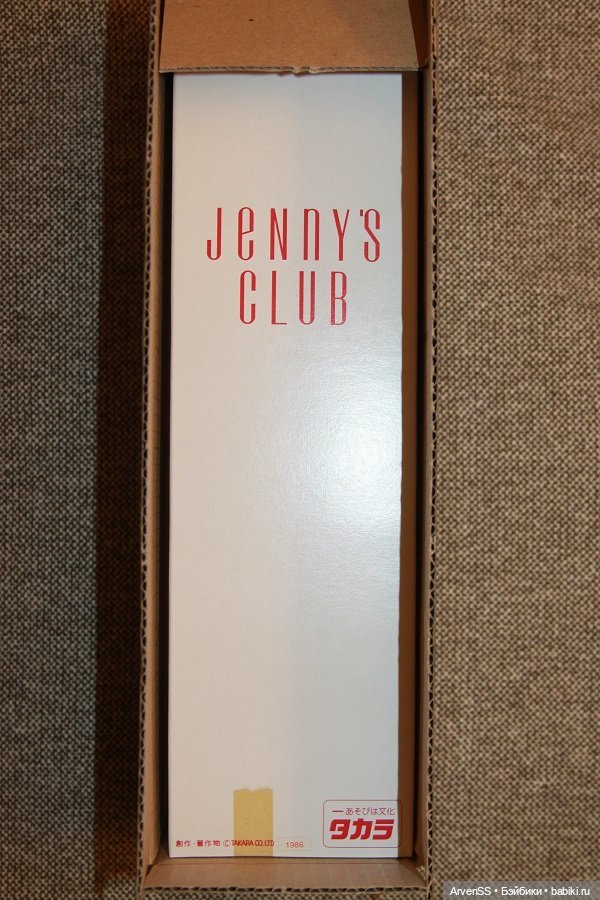 JENNY'S
CLUB
ーあそびは文化
タカラ
創作・著作物 ©TAKARA CO.LTD 1986
ArvenSS • Бэйбики • babiki.ru